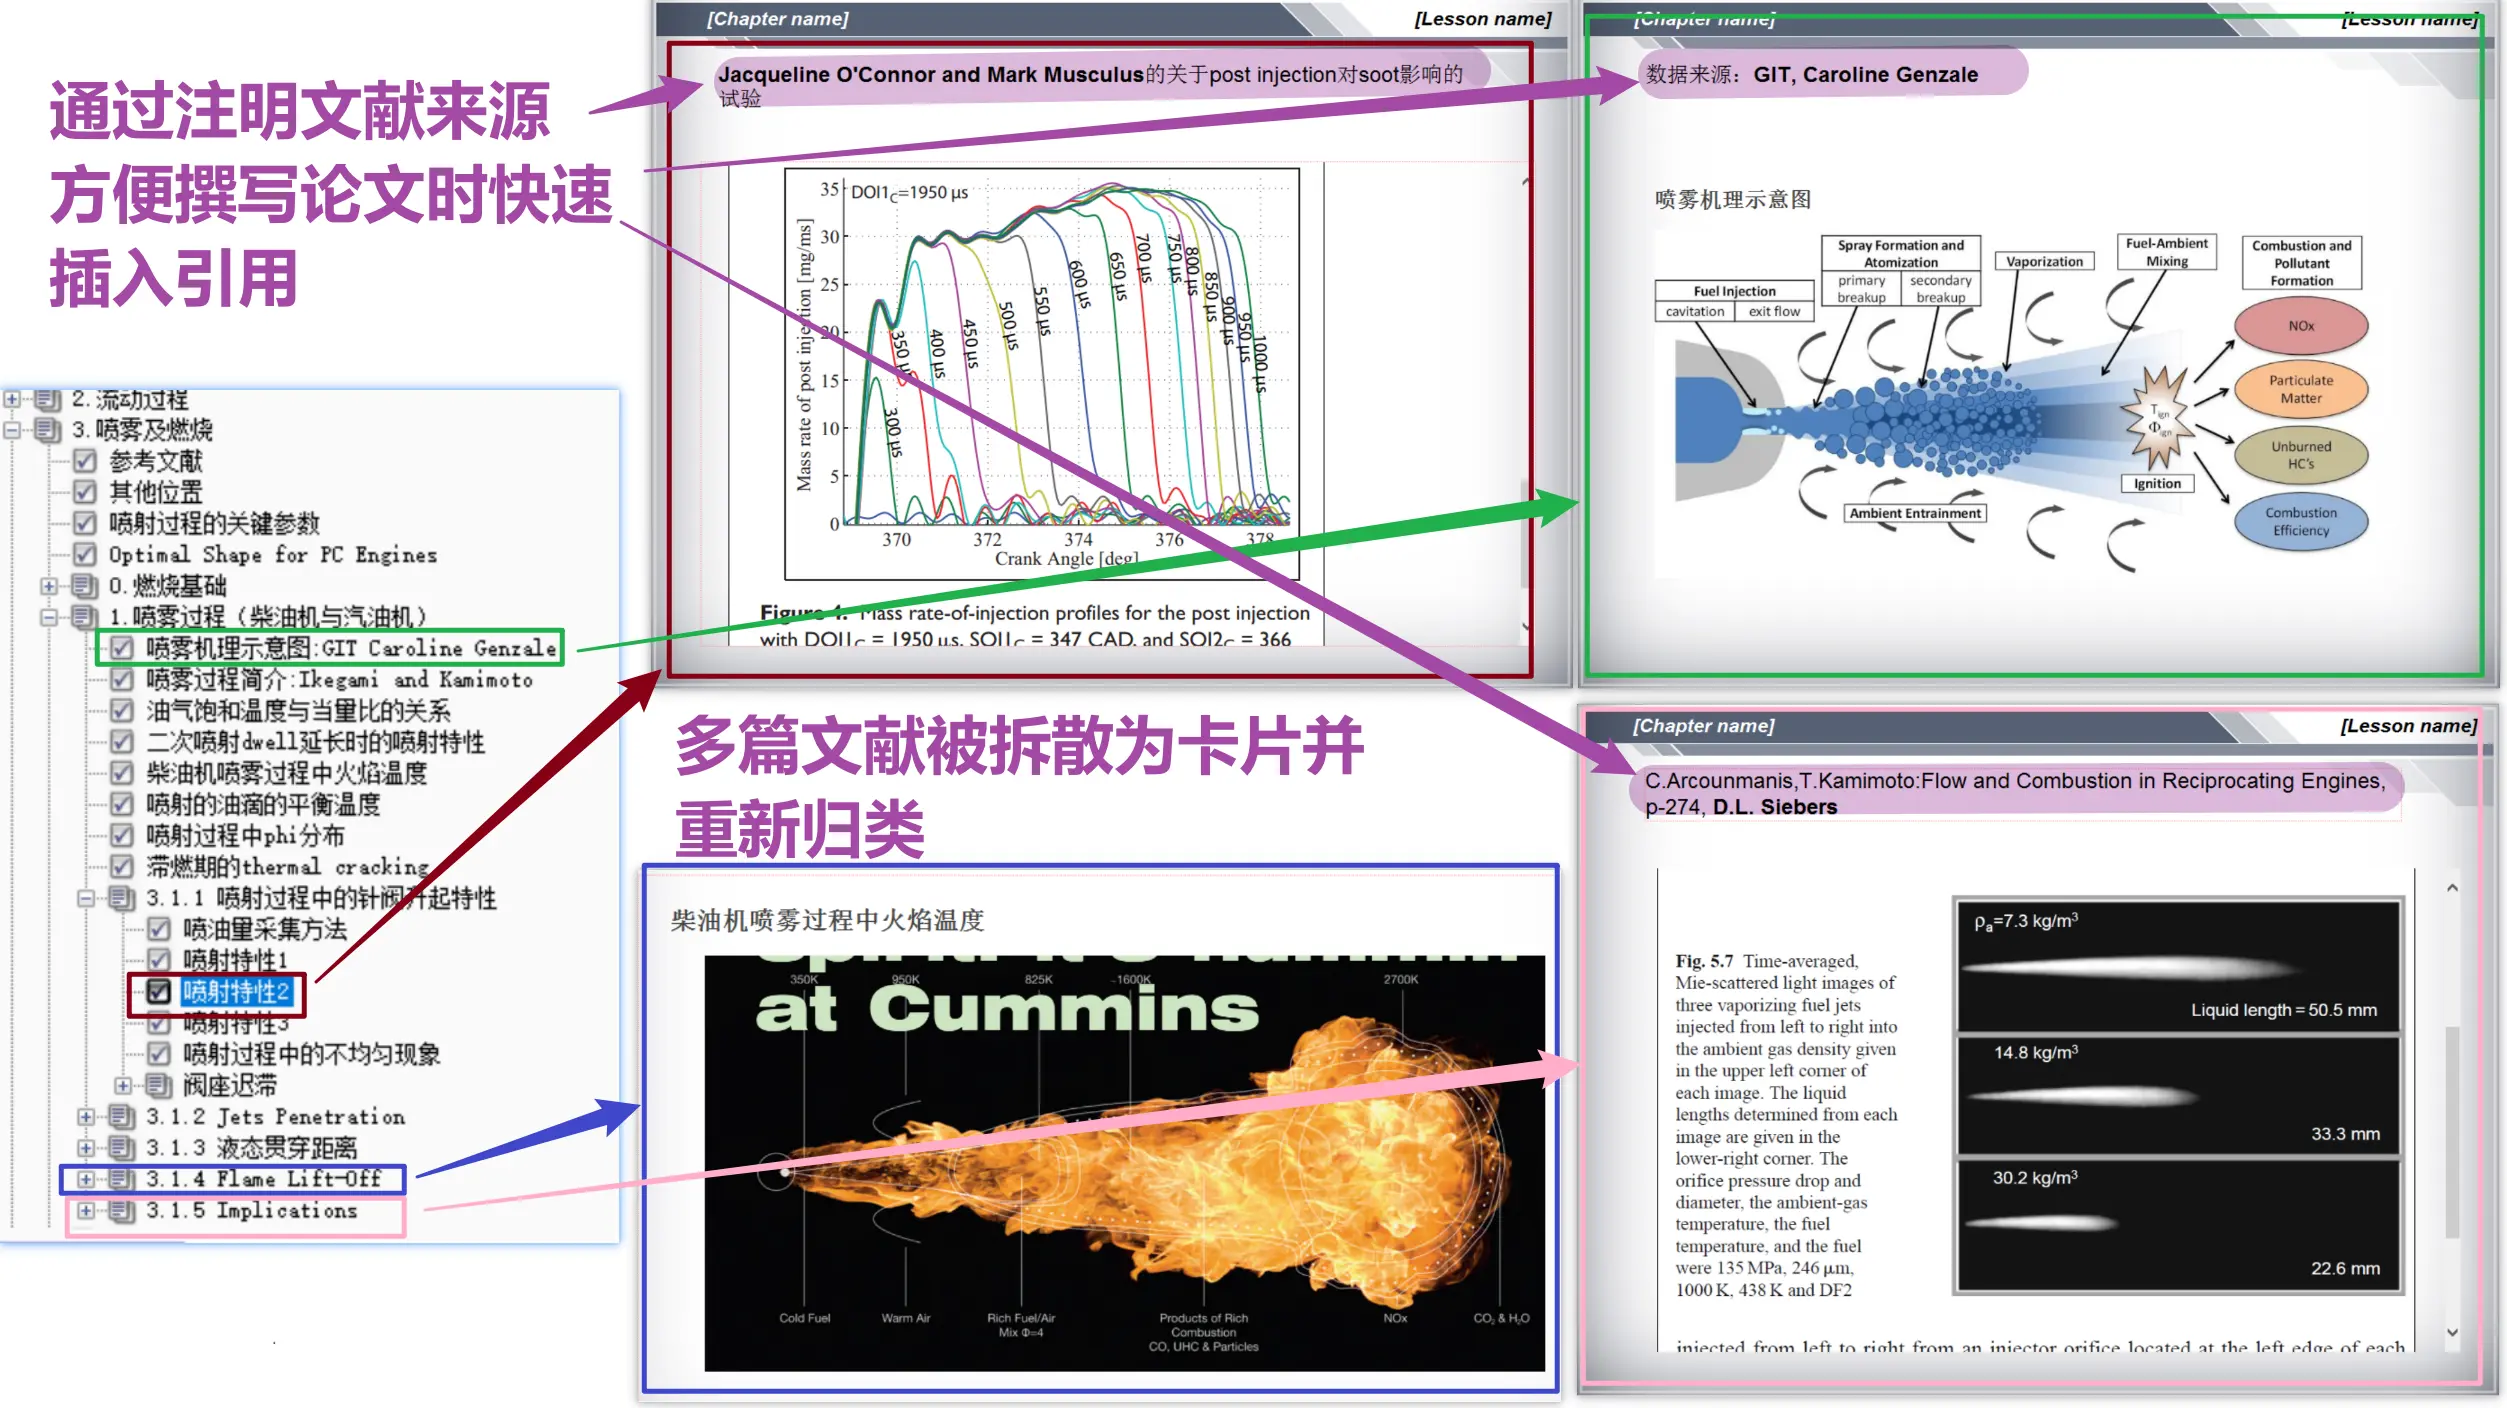 通过注明文献来源
方便撰写论文时快速
插入引用
2.流动过程
3.喷雾及燃烧
参考文献
其他位置
喷射过程的关键参数
Optimal Shape for PC Engines
0.燃烧基础
1.喷雾过程（柴油机与汽油机）
喷雾机理示意图:GIT Caroline Genzale
喷雾过程简介:Ikegami and Kamimoto
油气饱和温度与当量比的关系
二次喷射dwell延长时的喷射特性
柴油机喷雾过程中火焰温度
喷射的油滴的平衡温度
喷射过程中phi分布
滞燃期的thermal cracking
3.1.1 喷射过程中的针阀升起特性
喷油量采集方法
喷射特性1
喷射特性2
喷射特性3
喷射过程中的不均匀现象
阀座迟滞
3.1.2 Jets Penetration
3.1.3 液态贯穿距离
3.1.4 Flame Lift-Off
3.1.5 Implications
[Chapter name]
[Lesson name]
Jacqueline O'Connor and Mark Musculus的关于post injection对soot影响的
试验
DOI1C=1950 µs
Mass rate of post injection [mg/ms]
35
30
25
20
15
10
5
0
300 µs
350 µs
400 µs
450 µs
500 µs
550 µs
600 µs
650 µs
700 µs
750 µs
800 µs
850 µs
900 µs
950 µs
1000 µs
370 372 374 376 378
Crank Angle [deg]
Figure 4. Mass rate-of-injection profiles for the post injection
with DOI1C = 1950 µs, SOI1C = 347 CAD, and SOI2C = 366
[Chapter name]
[Lesson name]
数据来源：GIT, Caroline Genzale
喷雾机理示意图
Fuel Injection
cavitation
exit flow
Spray Formation and
Atomization
primary
breakup
secondary
breakup
Vaporization
Fuel-Ambient
Mixing
Combustion and
Pollutant
Formation
NOx
Particulate
Matter
Unburned
HC's
Combustion
Efficiency
Tign
Φign
Ignition
Ambient Entrainment
多篇文献被拆散为卡片并
重新归类
柴油机喷雾过程中火焰温度
350K
950K
825K
~1600K
2700K
at Cummins
Cold Fuel
Warm Air
Rich Fuel/Air
Mix Φ=4
Products of Rich
Combustion
CO, UHC & Particles
NOx
CO₂ & H₂O
[Chapter name]
[Lesson name]
C.Arcounmanis,T.Kamimoto:Flow and Combustion in Reciprocating Engines,
p-274, D.L. Siebers
Fig. 5.7 Time-averaged,
Mie-scattered light images of
three vaporizing fuel jets
injected from left to right into
the ambient gas density given
in the upper left corner of
each image. The liquid
lengths determined from each
image are given in the
lower-right corner. The
orifice pressure drop and
diameter, the ambient-gas
temperature, the fuel
temperature, and the fuel
were 135 MPa, 246 µm,
1000 K, 438 K and DF2
ρa=7.3 kg/m³
Liquid length = 50.5 mm
14.8 kg/m³
33.3 mm
30.2 kg/m³
22.6 mm
injected from left to right from an injector orifice located at the left edge of each